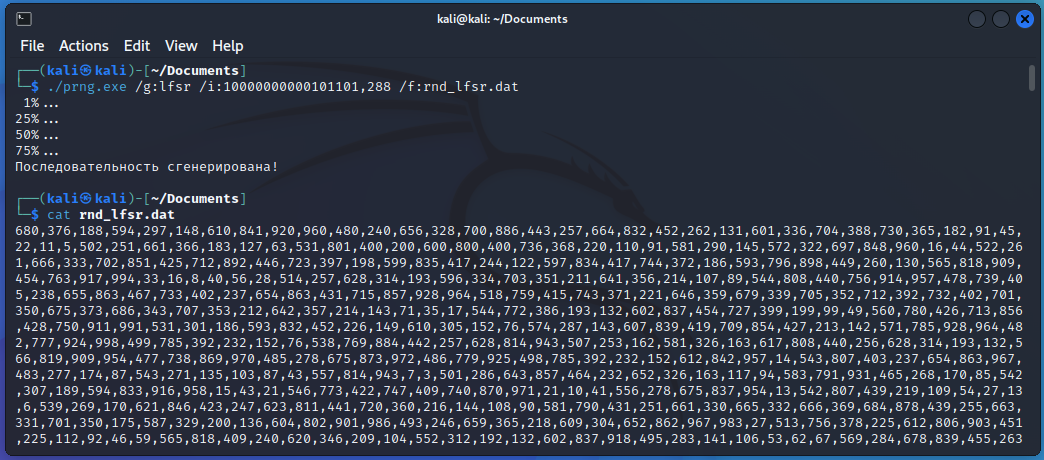 kali@kali: ~/Documents
File Actions Edit View Help
┌──(kali㉿kali)-[~/Documents]
└─$ ./prng.exe /g:lfsr /i:10000000000101101,288 /f:rnd_lfsr.dat
1%...
25%...
50%...
75%...
Последовательность сгенерирована!
┌──(kali㉿kali)-[~/Documents]
└─$ cat rnd_lfsr.dat
680,376,188,594,297,148,610,841,920,960,480,240,656,328,700,886,443,257,664,832,452,262,131,601,336,704,388,730,365,182,91,45,
22,11,5,502,251,661,366,183,127,63,531,801,400,200,600,800,400,736,368,220,110,91,581,290,145,572,322,697,848,960,16,44,522,26
1,666,333,702,851,425,712,892,446,723,397,198,599,835,417,244,122,597,834,417,744,372,186,593,796,898,449,260,130,565,818,909,
454,763,917,994,33,16,8,40,56,28,514,257,628,314,193,596,334,703,351,211,641,356,214,107,89,544,808,440,756,914,957,478,739,40
5,238,655,863,467,733,402,237,654,863,431,715,857,928,964,518,759,415,743,371,221,646,359,679,339,705,352,712,392,732,402,701,
350,675,373,686,343,707,353,212,642,357,214,143,71,35,17,544,772,386,193,132,602,837,454,727,399,199,99,49,560,780,426,713,856
,428,750,911,991,531,301,186,593,832,452,226,149,610,305,152,76,574,287,143,607,839,419,709,854,427,213,142,571,785,928,964,48
2,777,924,998,499,785,392,232,152,76,538,769,884,442,257,628,814,943,507,253,162,581,326,163,617,808,440,256,628,314,193,132,5
66,819,909,954,477,738,869,970,485,278,675,873,972,486,779,925,498,785,392,232,152,612,842,957,14,543,807,403,237,654,863,967,
483,277,174,87,543,271,135,103,87,43,557,814,943,7,3,501,286,643,857,464,232,652,326,163,117,94,583,791,931,465,268,170,85,542
,307,189,594,833,916,958,15,43,21,546,773,422,747,409,740,870,971,21,10,41,556,278,675,837,954,13,542,807,439,219,109,54,27,13
,6,539,269,170,621,846,423,247,623,811,441,720,360,216,144,108,90,581,790,431,251,661,330,665,332,666,369,684,878,439,255,663,
331,701,350,175,587,329,200,136,604,802,901,986,493,246,659,365,218,609,304,652,862,967,983,27,513,756,378,225,612,806,903,451
,225,112,92,46,59,565,818,409,240,620,346,209,104,552,312,192,132,602,837,918,495,283,141,106,53,62,67,569,284,678,839,455,263